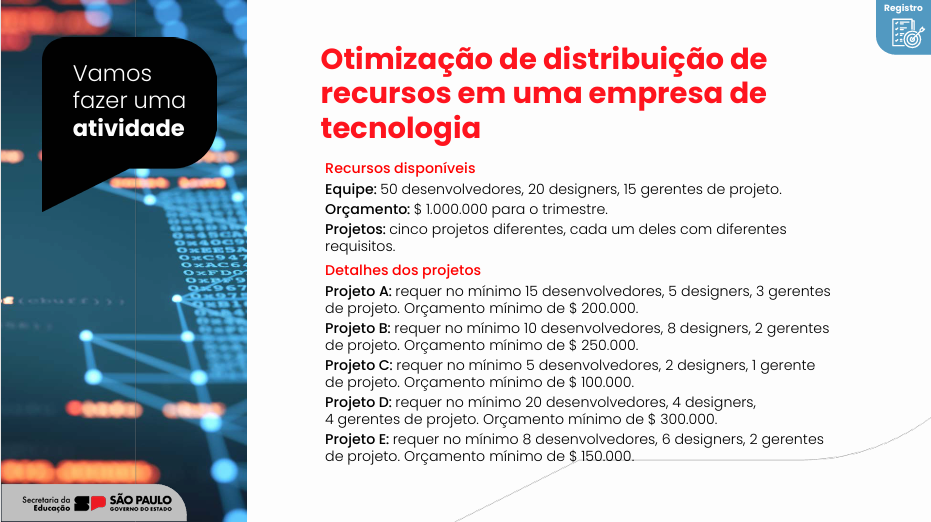 Registro
Vamos
fazer uma
atividade
Otimização de distribuição de
recursos em uma empresa de
tecnologia
Recursos disponíveis
Equipe: 50 desenvolvedores, 20 designers, 15 gerentes de projeto.
Orçamento: $ 1.000.000 para o trimestre.
Projetos: cinco projetos diferentes, cada um deles com diferentes
requisitos.
Detalhes dos projetos
Projeto A: requer no mínimo 15 desenvolvedores, 5 designers, 3 gerentes
de projeto. Orçamento mínimo de $ 200.000.
Projeto B: requer no mínimo 10 desenvolvedores, 8 designers, 2 gerentes
de projeto. Orçamento mínimo de $ 250.000.
Projeto C: requer no mínimo 5 desenvolvedores, 2 designers, 1 gerente
de projeto. Orçamento mínimo de $ 100.000.
Projeto D: requer no mínimo 20 desenvolvedores, 4 designers,
4 gerentes de projeto. Orçamento mínimo de $ 300.000.
Projeto E: requer no mínimo 8 desenvolvedores, 6 designers, 2 gerentes
de projeto. Orçamento mínimo de $ 150.000.
Secretaria da
Educação
SP
SÃO PAULO
GOVERNO DO ESTADO